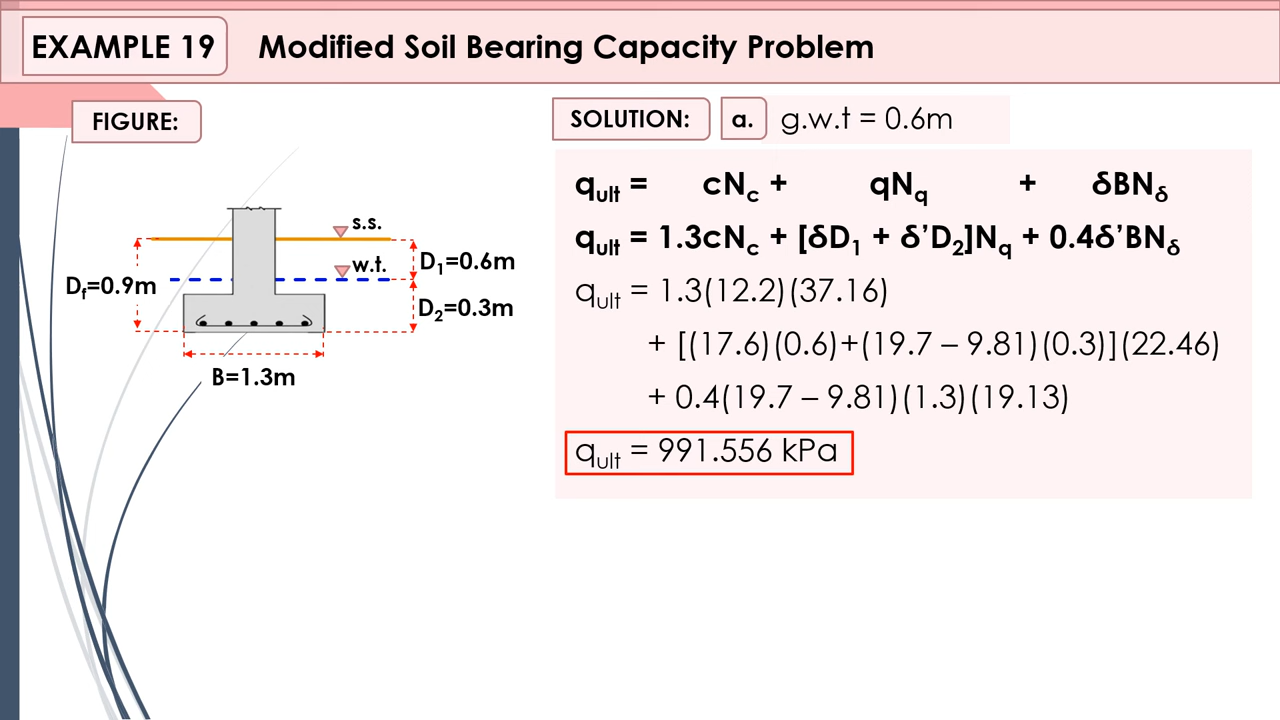 EXAMPLE 19 Modified Soil Bearing Capacity Problem
FIGURE:
s.s.
w.t.
D₁=0.6m
Df=0.9m
D₂=0.3m
B=1.3m
SOLUTION: a. g.w.t = 0.6m
qult = cNc + qNq + δBNδ
qult = 1.3cNc + [δD₁ + δ’D₂]Nq + 0.4δ’BNδ
qult = 1.3(12.2)(37.16)
+ [(17.6)(0.6)+(19.7 – 9.81)(0.3)](22.46)
+ 0.4(19.7 – 9.81)(1.3)(19.13)
qult = 991.556 kPa